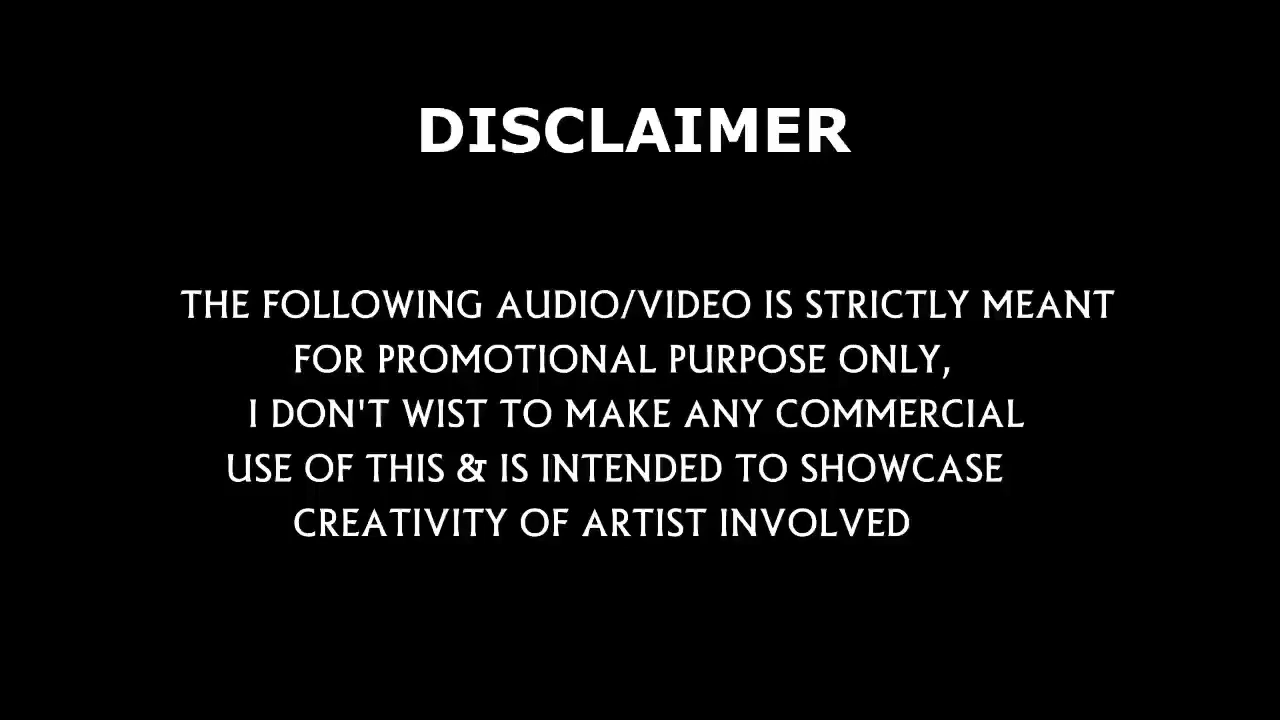 DISCLAIMER
THE FOLLOWING AUDIO/VIDEO IS STRICTLY MEANT
FOR PROMOTIONAL PURPOSE ONLY,
I DON'T WIST TO MAKE ANY COMMERCIAL
USE OF THIS & IS INTENDED TO SHOWCASE
CREATIVITY OF ARTIST INVOLVED